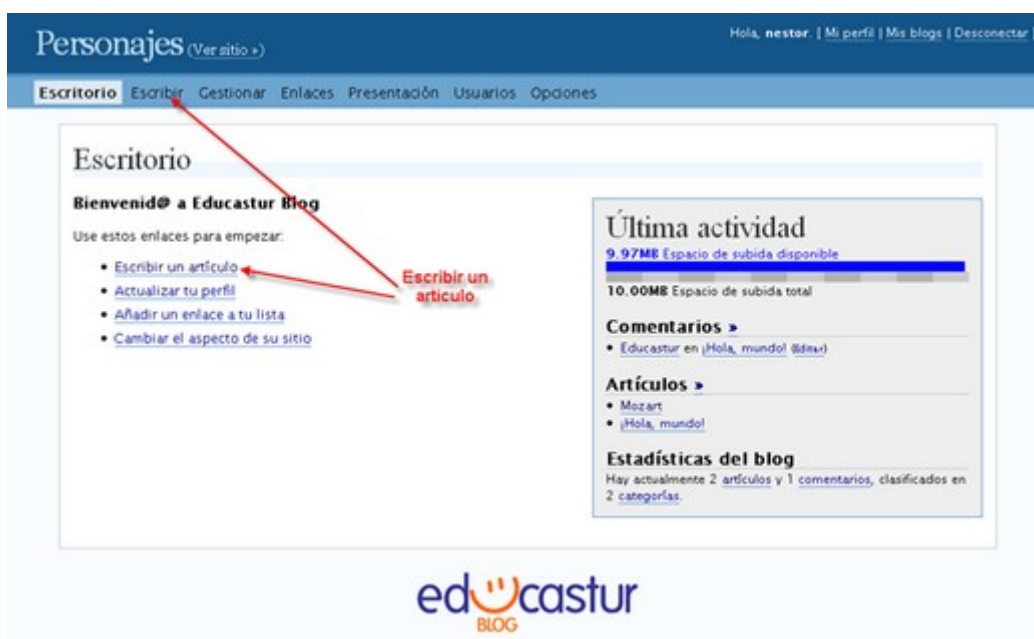 Personajes (Ver sitio »)
Hola, nestor. [ Mi perfil | Mis blogs | Desconectar ]
Escritorio Escribir Gestionar Enlaces Presentación Usuarios Opciones
Escritorio
Bienvenid@ a Educastur Blog
Use estos enlaces para empezar:
• Escribir un artículo
• Actualizar tu perfil
• Añadir un enlace a tu lista
• Cambiar el aspecto de su sitio
Escribir un
articulo
Última actividad
9.97MB Espacio de subida disponible
10.00MB Espacio de subida total
Comentarios »
• Educastur en ¡Hola, mundo! (Editar)
Artículos »
• Mozart
• ¡Hola, mundo!
Estadísticas del blog
Hay actualmente 2 artículos y 1 comentarios, clasificados en
2 categorías.
educastur
BLOG